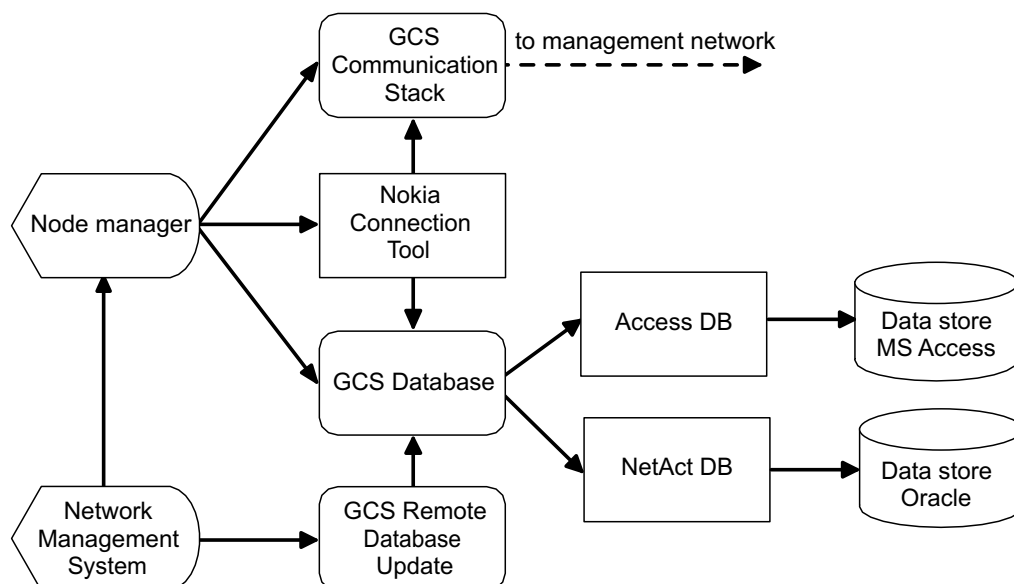 GCS
Communication
Stack
to management network
Node manager
Nokia
Connection
Tool
Access DB
Data store
MS Access
GCS Database
NetAct DB
Data store
Oracle
Network
Management
System
GCS Remote
Database
Update